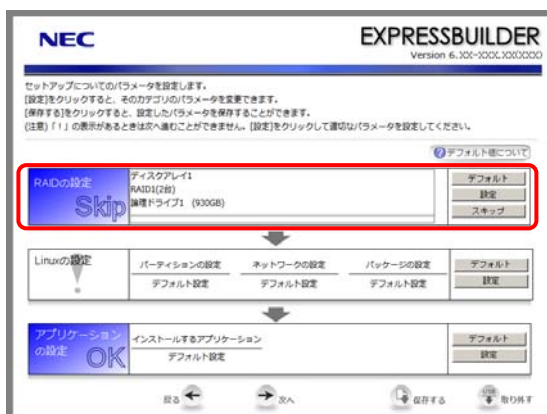 NEC
EXPRESSBUILDER
Version 6.XX-XXX.XX(XXXX)
セットアップについてのパラメータを設定します。
[設定]をクリックすると、そのカテゴリのパラメータを変更できます。
[保存する]をクリックすると、設定したパラメータを保存することができます。
(注意)「！」の表示があるときは次へ進むことができません。[設定]をクリックして適切なパラメータを設定してください。
デフォルト値について
RAIDの設定
Skip
ディスクアレイ1
RAID1(2台)
論理ドライブ1 (930GB)
デフォルト
設定
スキップ
Linuxの設定
!
パーティションの設定 ネットワークの設定 パッケージの設定
デフォルト設定 デフォルト設定 デフォルト設定
デフォルト
設定
アプリケーションの設定
OK
インストールするアプリケーション
デフォルト設定
デフォルト
設定
戻る 次へ 保存する USB 取り外す